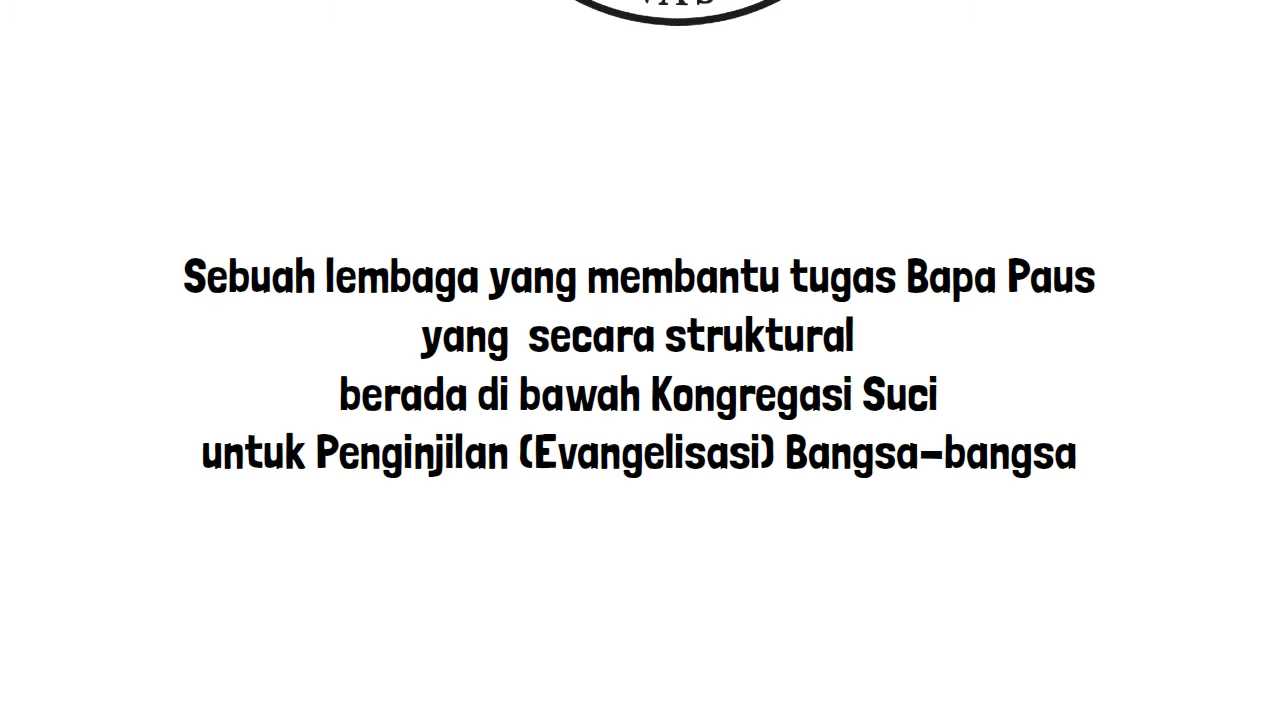 VAS
Sebuah lembaga yang membantu tugas Bapa Paus
yang  secara struktural
berada di bawah Kongregasi Suci
untuk Penginjilan (Evangelisasi) Bangsa-bangsa